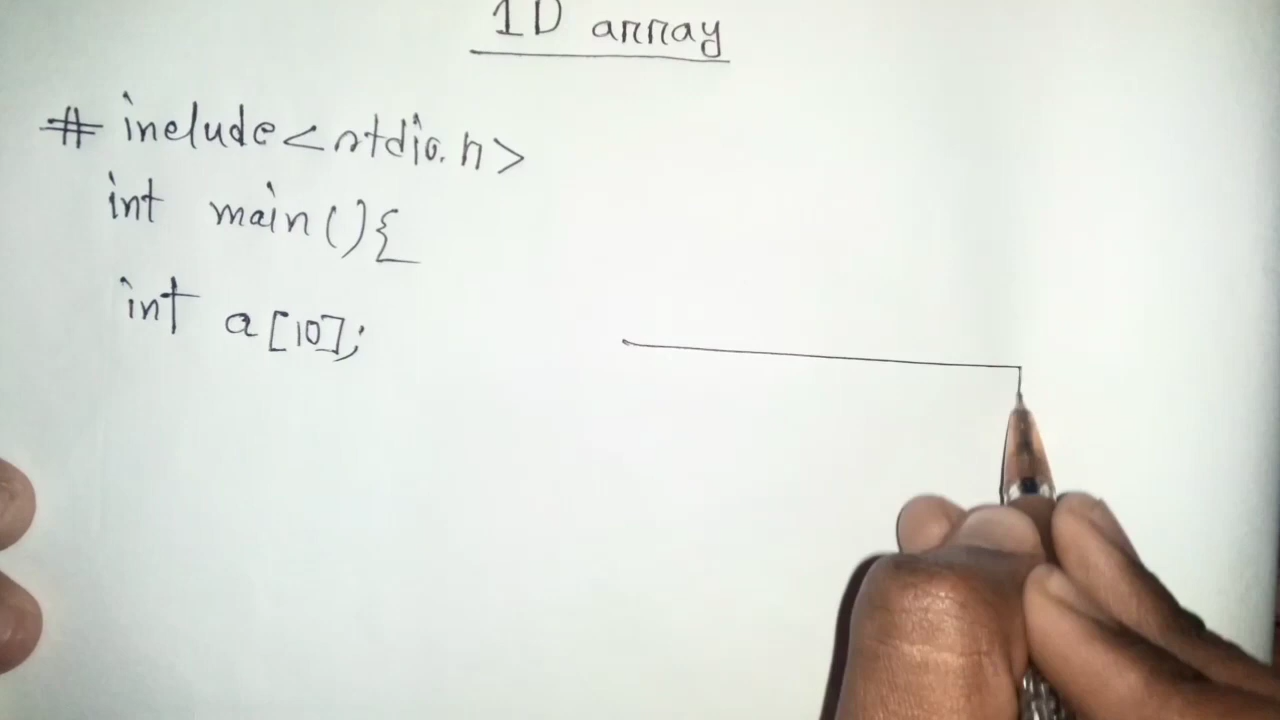 1D array
# include<stdio.h>
int main(){
int a[10];